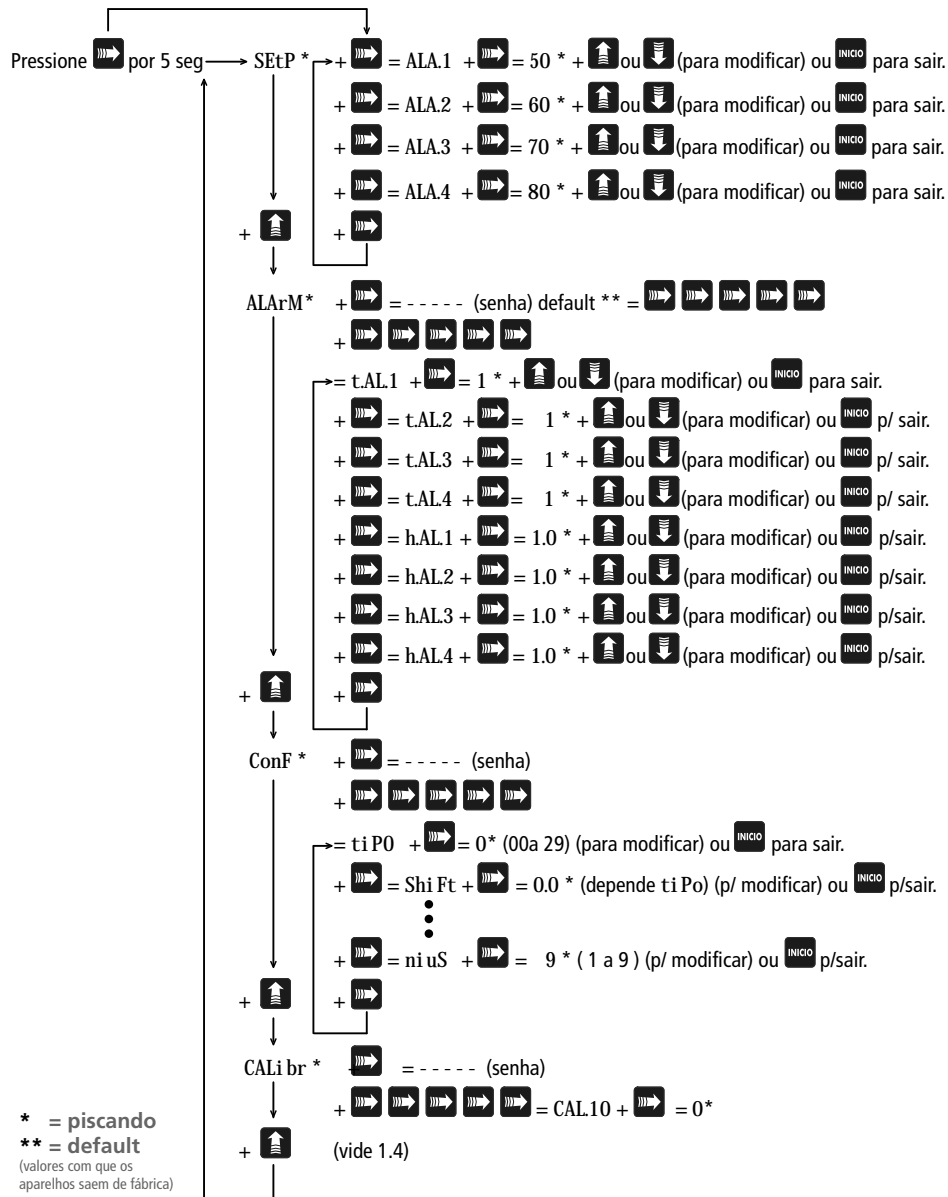 Pressione por 5 seg SEtP * + = ALA.1 + = 50 * + ou (para modificar) ou INICIO para sair.
+ = ALA.2 + = 60 * + ou (para modificar) ou INICIO para sair.
+ = ALA.3 + = 70 * + ou (para modificar) ou INICIO para sair.
+ = ALA.4 + = 80 * + ou (para modificar) ou INICIO para sair.
+ +
ALArM * + = - - - - - (senha) default ** =
+
= t.AL.1 + = 1 * + ou (para modificar) ou INICIO para sair.
+ = t.AL.2 + = 1 * + ou (para modificar) ou INICIO p/ sair.
+ = t.AL.3 + = 1 * + ou (para modificar) ou INICIO p/ sair.
+ = t.AL.4 + = 1 * + ou (para modificar) ou INICIO p/ sair.
+ = h.AL.1 + = 1.0 * + ou (para modificar) ou INICIO p/sair.
+ = h.AL.2 + = 1.0 * + ou (para modificar) ou INICIO p/sair.
+ = h.AL.3 + = 1.0 * + ou (para modificar) ou INICIO p/sair.
+ = h.AL.4 + = 1.0 * + ou (para modificar) ou INICIO p/sair.
+ +
ConF * + = - - - - - (senha)
+
= tiP0 + = 0* (00a 29) (para modificar) ou INICIO para sair.
+ = ShiFt + = 0.0 * (depende tiPo) (p/ modificar) ou INICIO p/sair.
+ = niuS + = 9 * ( 1 a 9 ) (p/ modificar) ou INICIO p/sair.
+ +
CALibr * + = - - - - - (senha)
+ = CAL.10 + = 0*
+ (vide 1.4)
* = piscando
** = default
(valores com que os
aparelhos saem de fábrica)